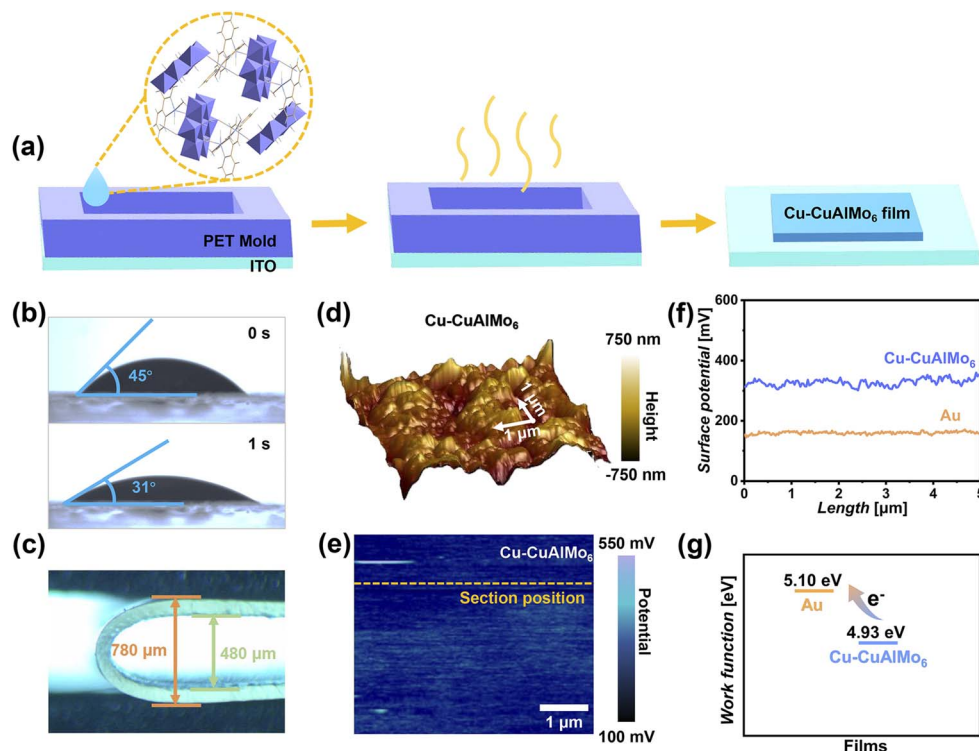 (a)
PET Mold
ITO
Cu-CuAlMo₆ film
(b)
0 s
45°
1 s
31°
(c)
780 µm
480 µm
(d)
Cu-CuAlMo₆
1 µm
1 µm
750 nm
Height
-750 nm
(e)
Cu-CuAlMo₆
Section position
1 µm
550 mV
Potential
100 mV
(f)
Surface potential [mV]
600
400
200
0
Cu-CuAlMo₆
Au
0 1 2 3 4 5
Length [µm]
(g)
Work function [eV]
5.10 eV
Au
e⁻
4.93 eV
Cu-CuAlMo₆
Films